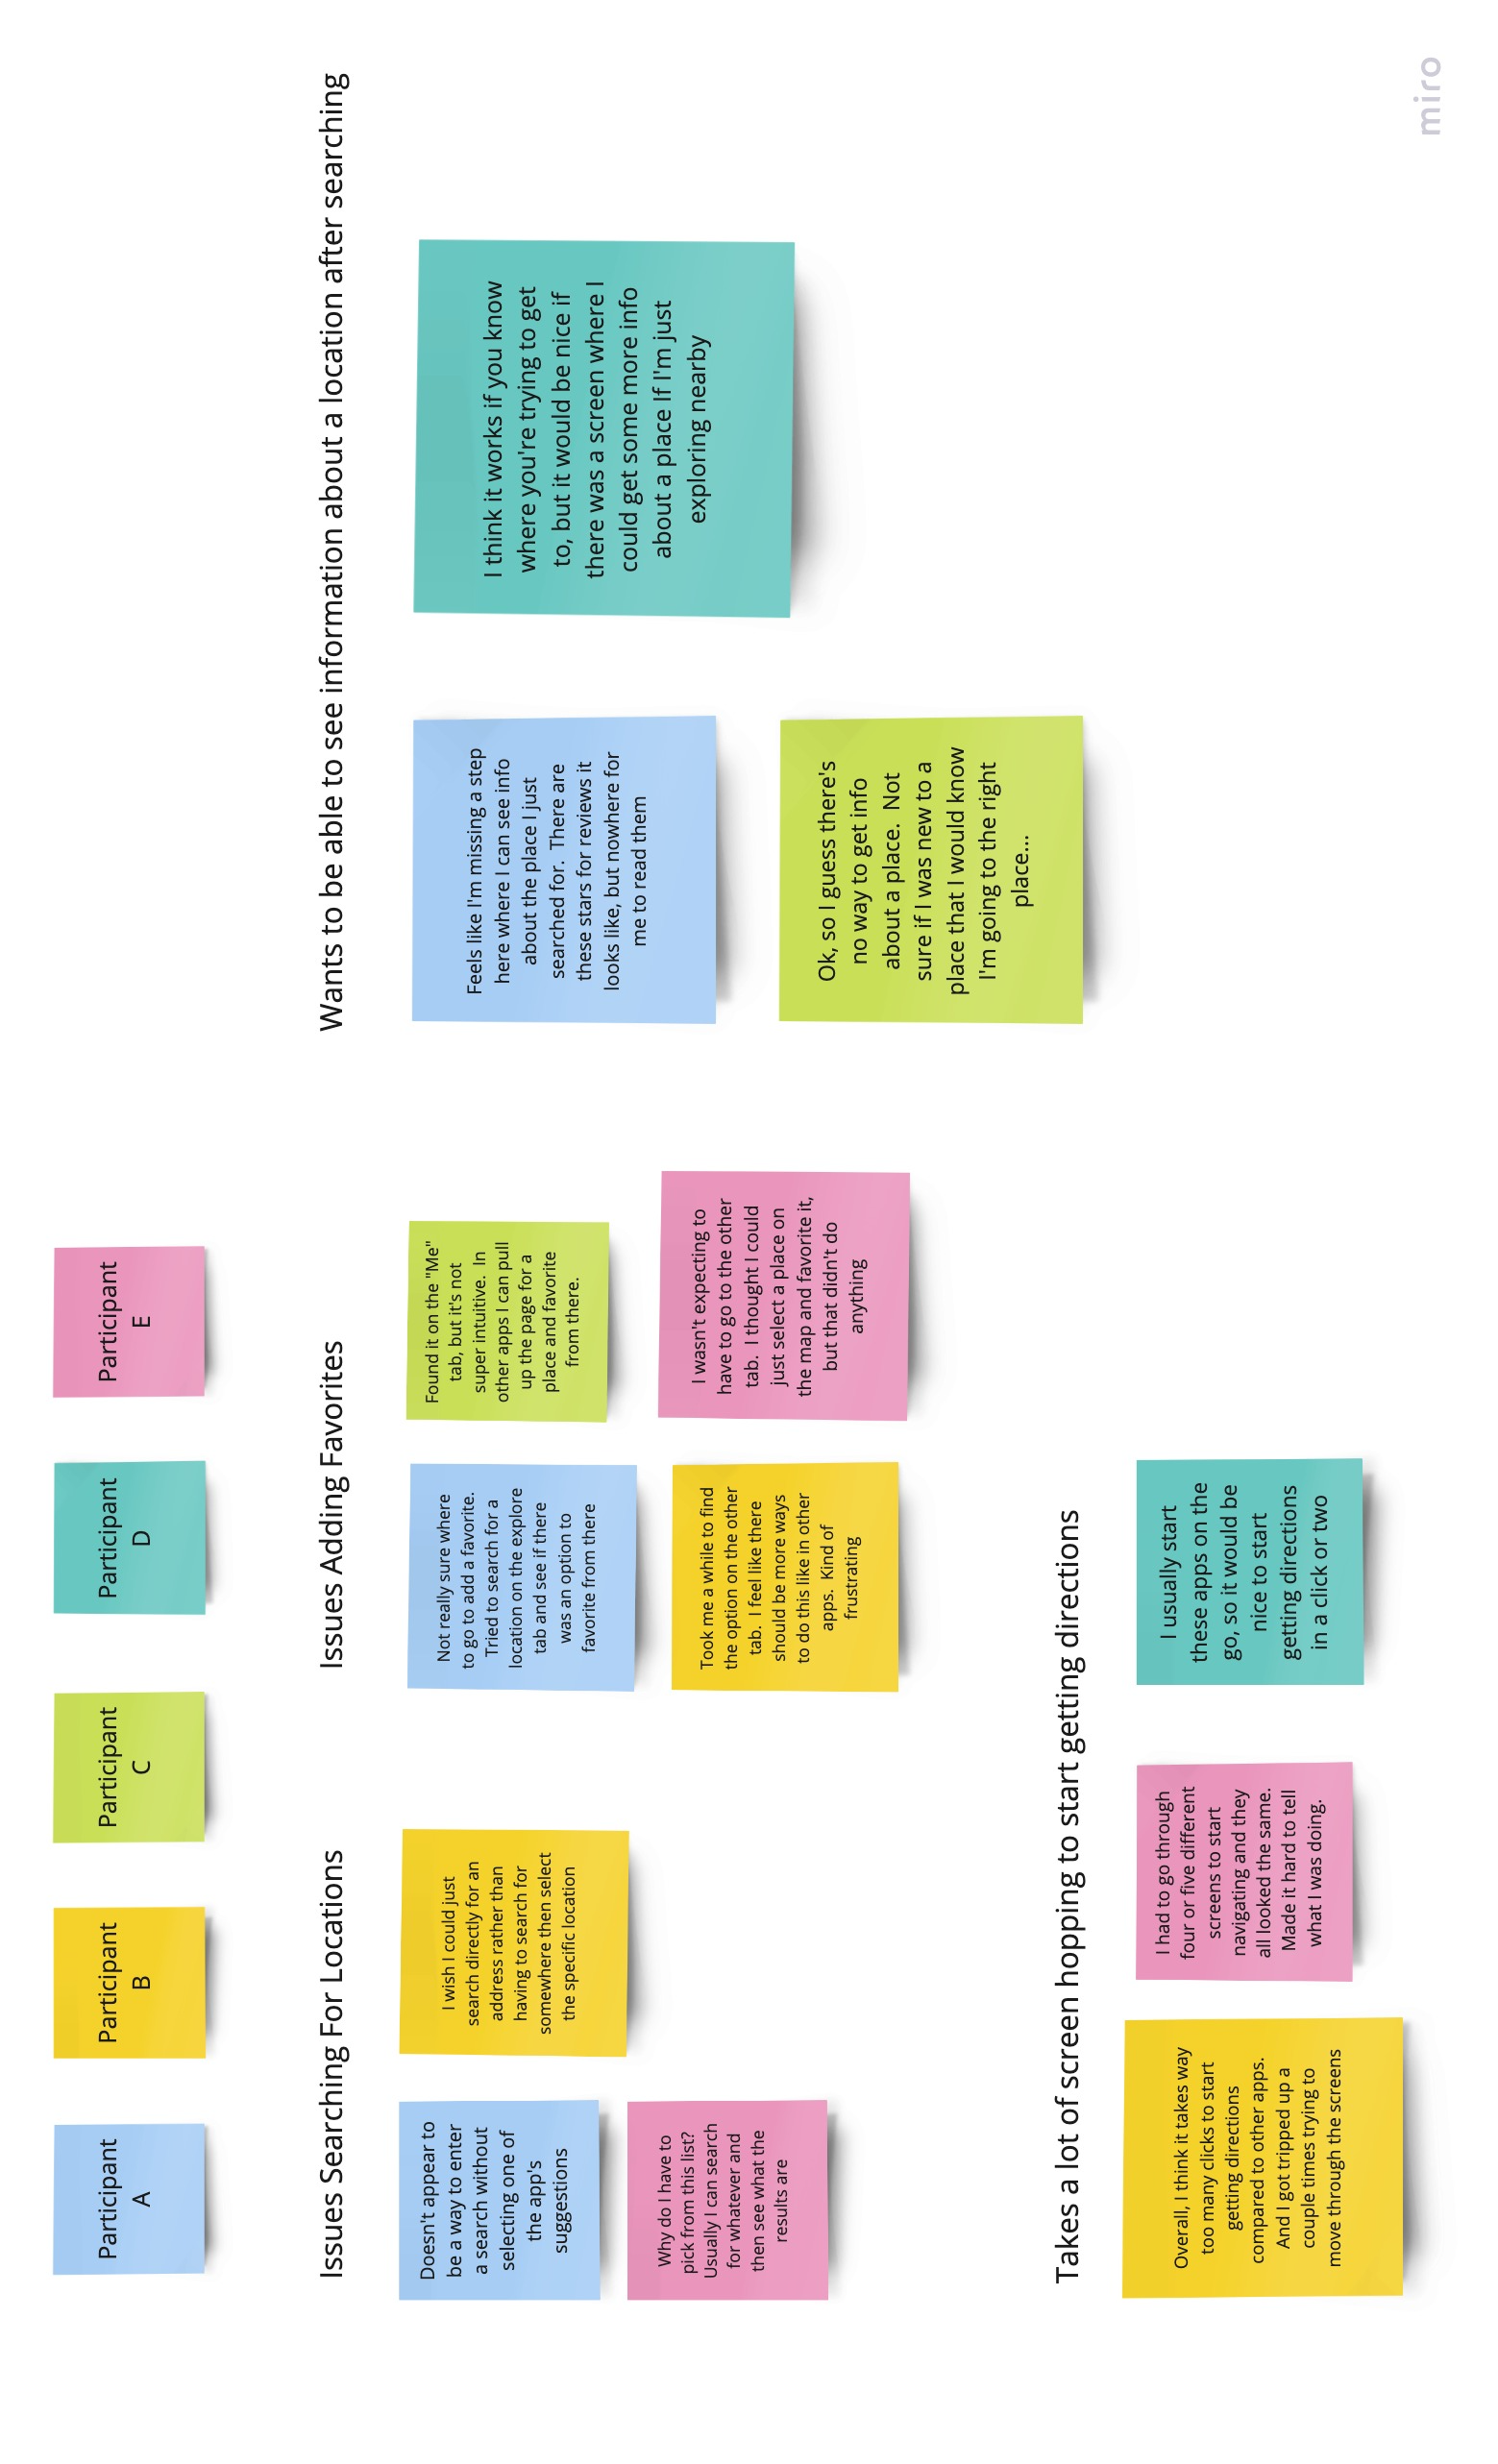 Participant
A
Participant
B
Participant
C
Participant
D
Participant
E
Issues Searching For Locations
Doesn't appear to
be a way to enter
a search without
selecting one of
the app's
suggestions
I wish I could just
search directly for an
address rather than
having to search for
somewhere then select
the specific location
Why do I have to
pick from this list?
Usually I can search
for whatever and
then see what the
results are
Issues Adding Favorites
Not really sure where
to go to add a favorite.
Tried to search for a
location on the explore
tab and see if there
was an option to
favorite from there
Found it on the "Me"
tab, but it's not
super intuitive. In
other apps I can pull
up the page for a
place and favorite
from there.
Took me a while to find
the option on the other
tab. I feel like there
should be more ways
to do this like in other
apps. Kind of
frustrating
I wasn't expecting to
have to go to the other
tab. I thought I could
just select a place on
the map and favorite it,
but that didn't do
anything
Wants to be able to see information about a location after searching
Feels like I'm missing a step
here where I can see info
about the place I just
searched for. There are
these stars for reviews it
looks like, but nowhere for
me to read them
I think it works if you know
where you're trying to get
to, but it would be nice if
there was a screen where I
could get some more info
about a place If I'm just
exploring nearby
Ok, so I guess there's
no way to get info
about a place. Not
sure if I was new to a
place that I would know
I'm going to the right
place...
Takes a lot of screen hopping to start getting directions
Overall, I think it takes way
too many clicks to start
getting directions
compared to other apps.
And I got tripped up a
couple times trying to
move through the screens
I had to go through
four or five different
screens to start
navigating and they
all looked the same.
Made it hard to tell
what I was doing.
I usually start
these apps on the
go, so it would be
nice to start
getting directions
in a click or two
miro